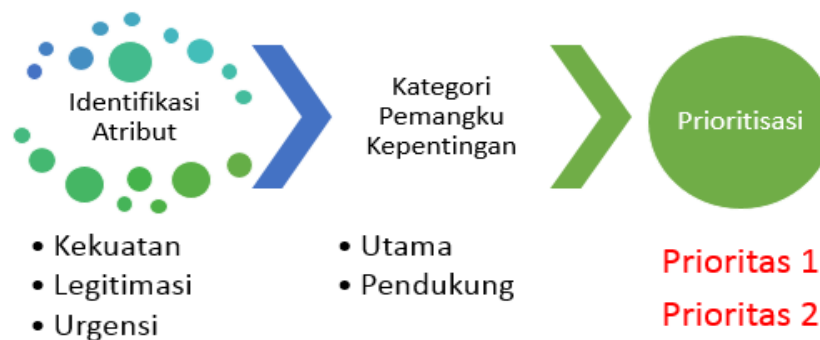 Identifikasi
Atribut
Kategori
Pemangku
Kepentingan
Prioritisasi
• Kekuatan
• Legitimasi
• Urgensi
• Utama
• Pendukung
Prioritas 1
Prioritas 2